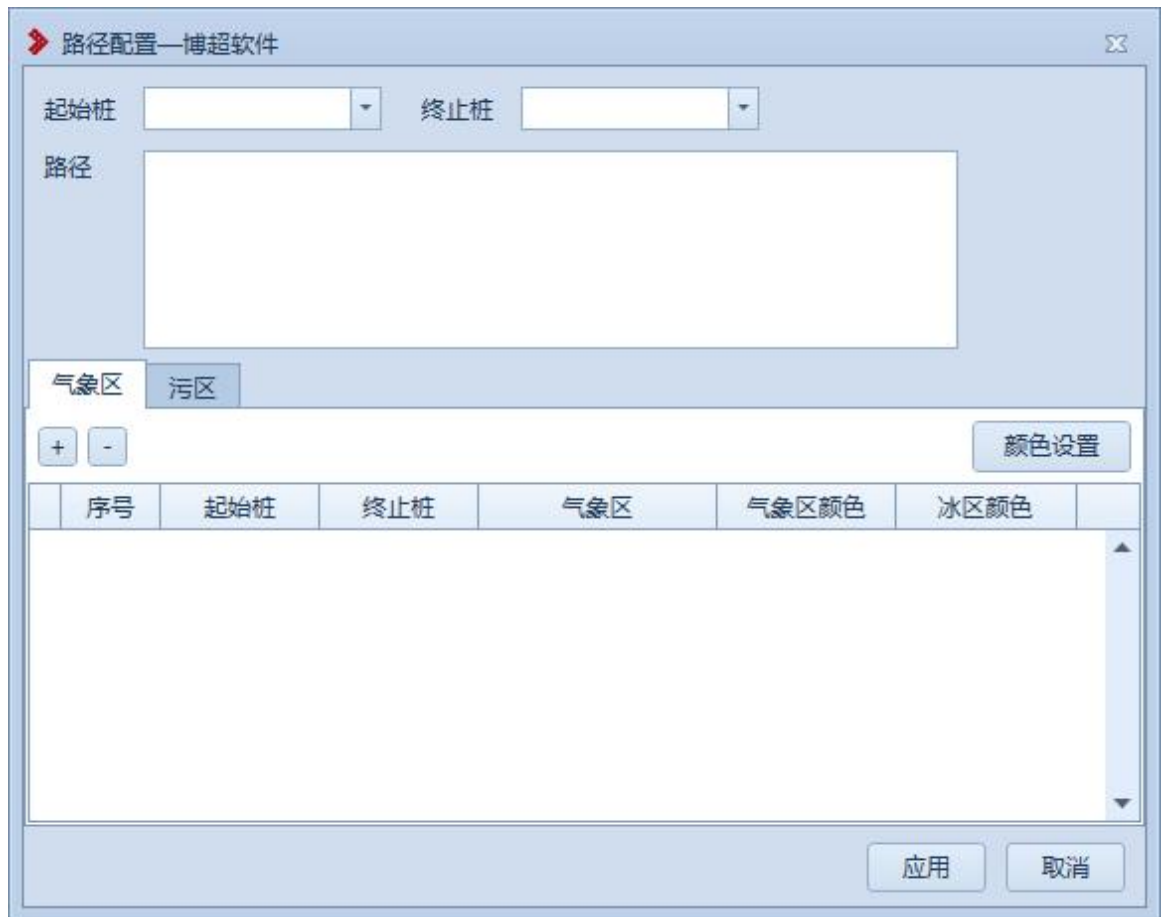 路径配置—博超软件
起始桩 终止桩
路径
气象区 污区
+ - 颜色设置
序号 起始桩 终止桩 气象区 气象区颜色 冰区颜色
应用 取消